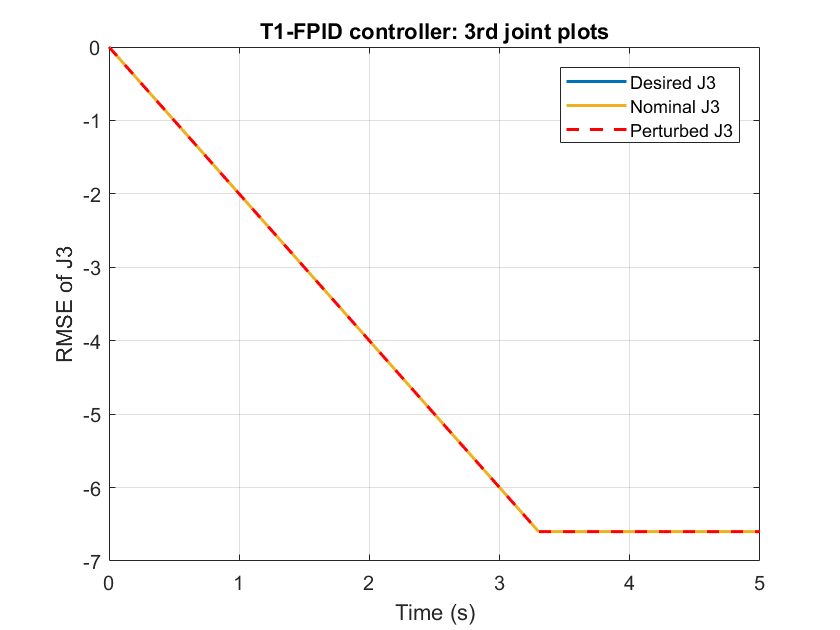 T1-FPID controller: 3rd joint plots
Desired J3
Nominal J3
Perturbed J3
RMSE of J3
0
-1
-2
-3
-4
-5
-6
-7
0 1 2 3 4 5
Time (s)